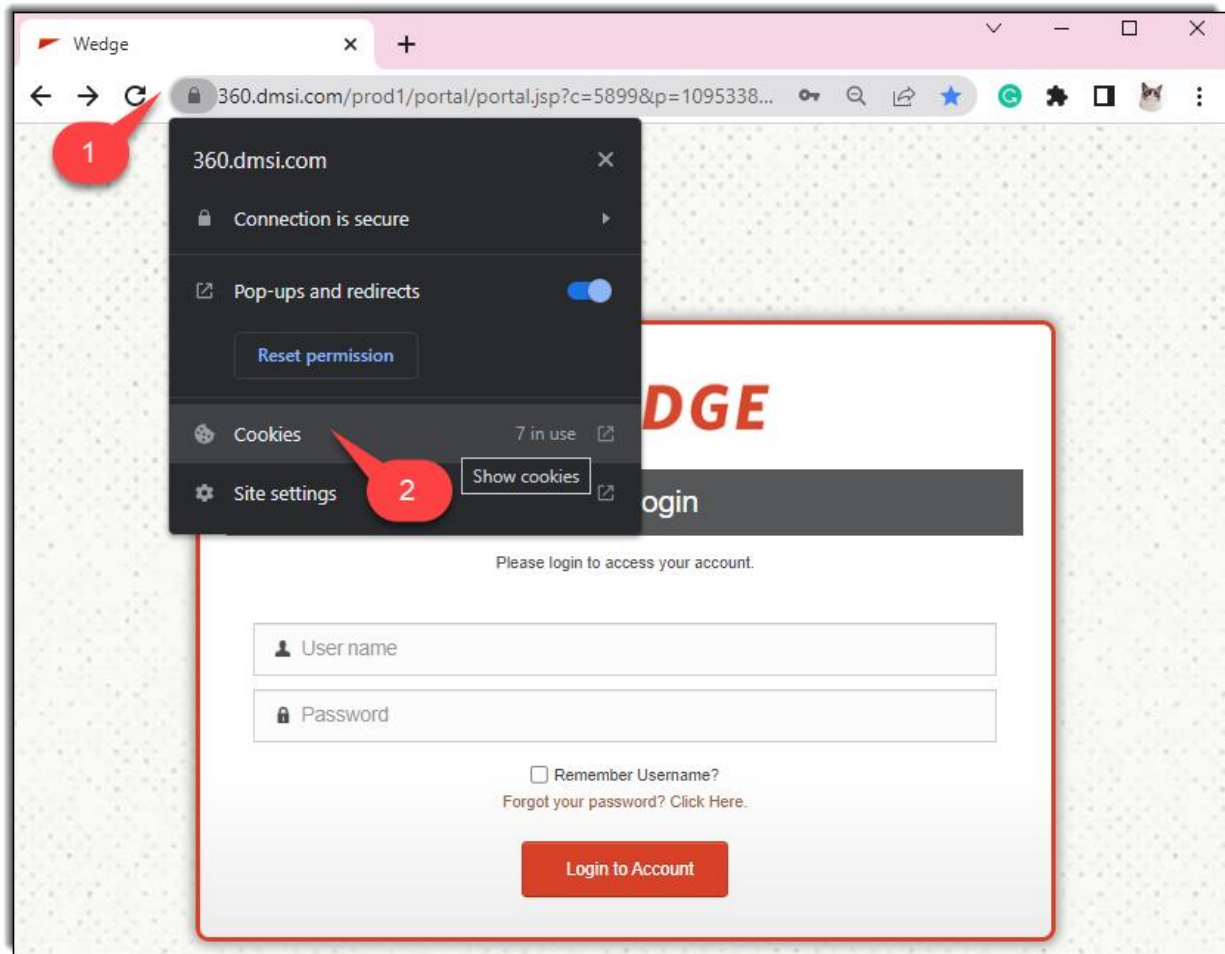 Wedge
360.dmsi.com/prod1/portal/portal.jsp?c=5899&p=1095338...
1
360.dmsi.com
Connection is secure
Pop-ups and redirects
Reset permission
DGE
Cookies 7 in use
Show cookies
Site settings
2
ogin
Please login to access your account.
User name
Password
Remember Username?
Forgot your password? Click Here.
Login to Account